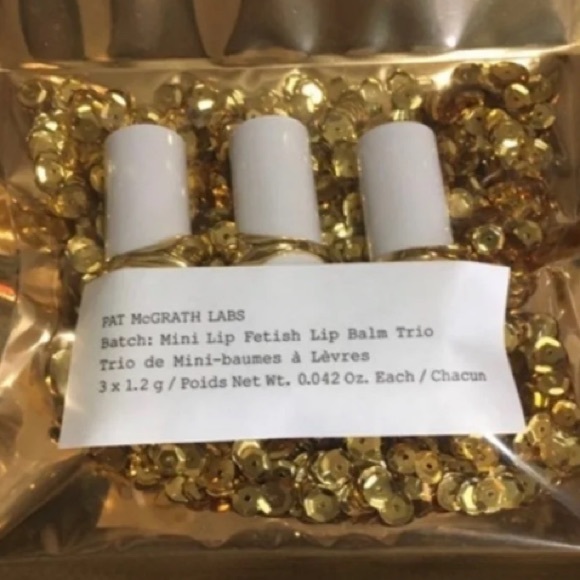 PAT McGRATH LABS
Batch: Mini Lip Fetish Lip Balm Trio
Trio de Mini-baumes à Lèvres
3 x 1.2 g / Poids Net Wt. 0.042 Oz. Each / Chacun